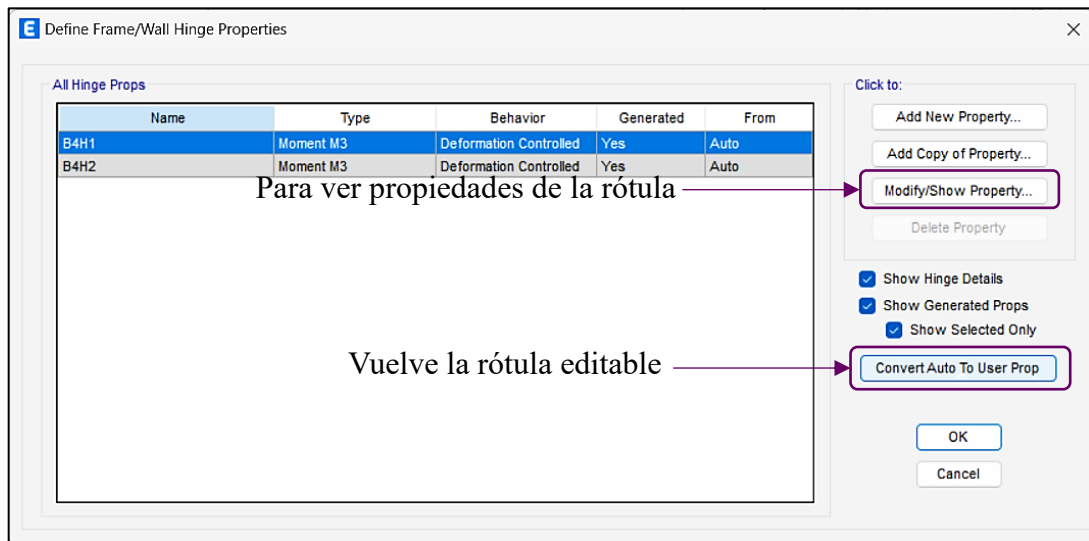 E Define Frame/Wall Hinge Properties
All Hinge Props
Name Type Behavior Generated From
B4H1 Moment M3 Deformation Controlled Yes Auto
B4H2 Moment M3 Deformation Controlled Yes Auto
Para ver propiedades de la rótula
Vuelve la rótula editable
Click to:
Add New Property...
Add Copy of Property...
Modify/Show Property...
Delete Property
Show Hinge Details
Show Generated Props
Show Selected Only
Convert Auto To User Prop
OK
Cancel